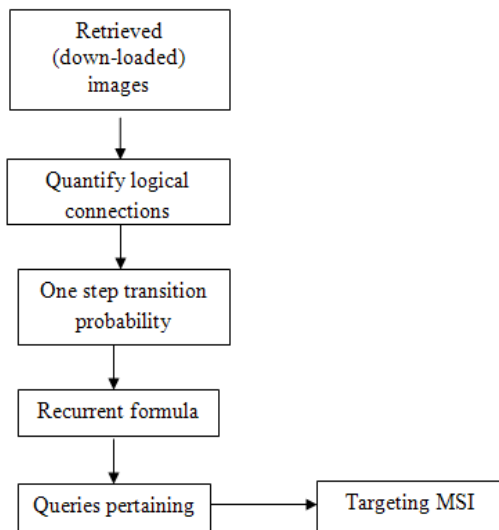 Retrieved
(down-loaded)
images
Quantify logical
connections
One step transition
probability
Recurrent formula
Queries pertaining
Targeting MSI